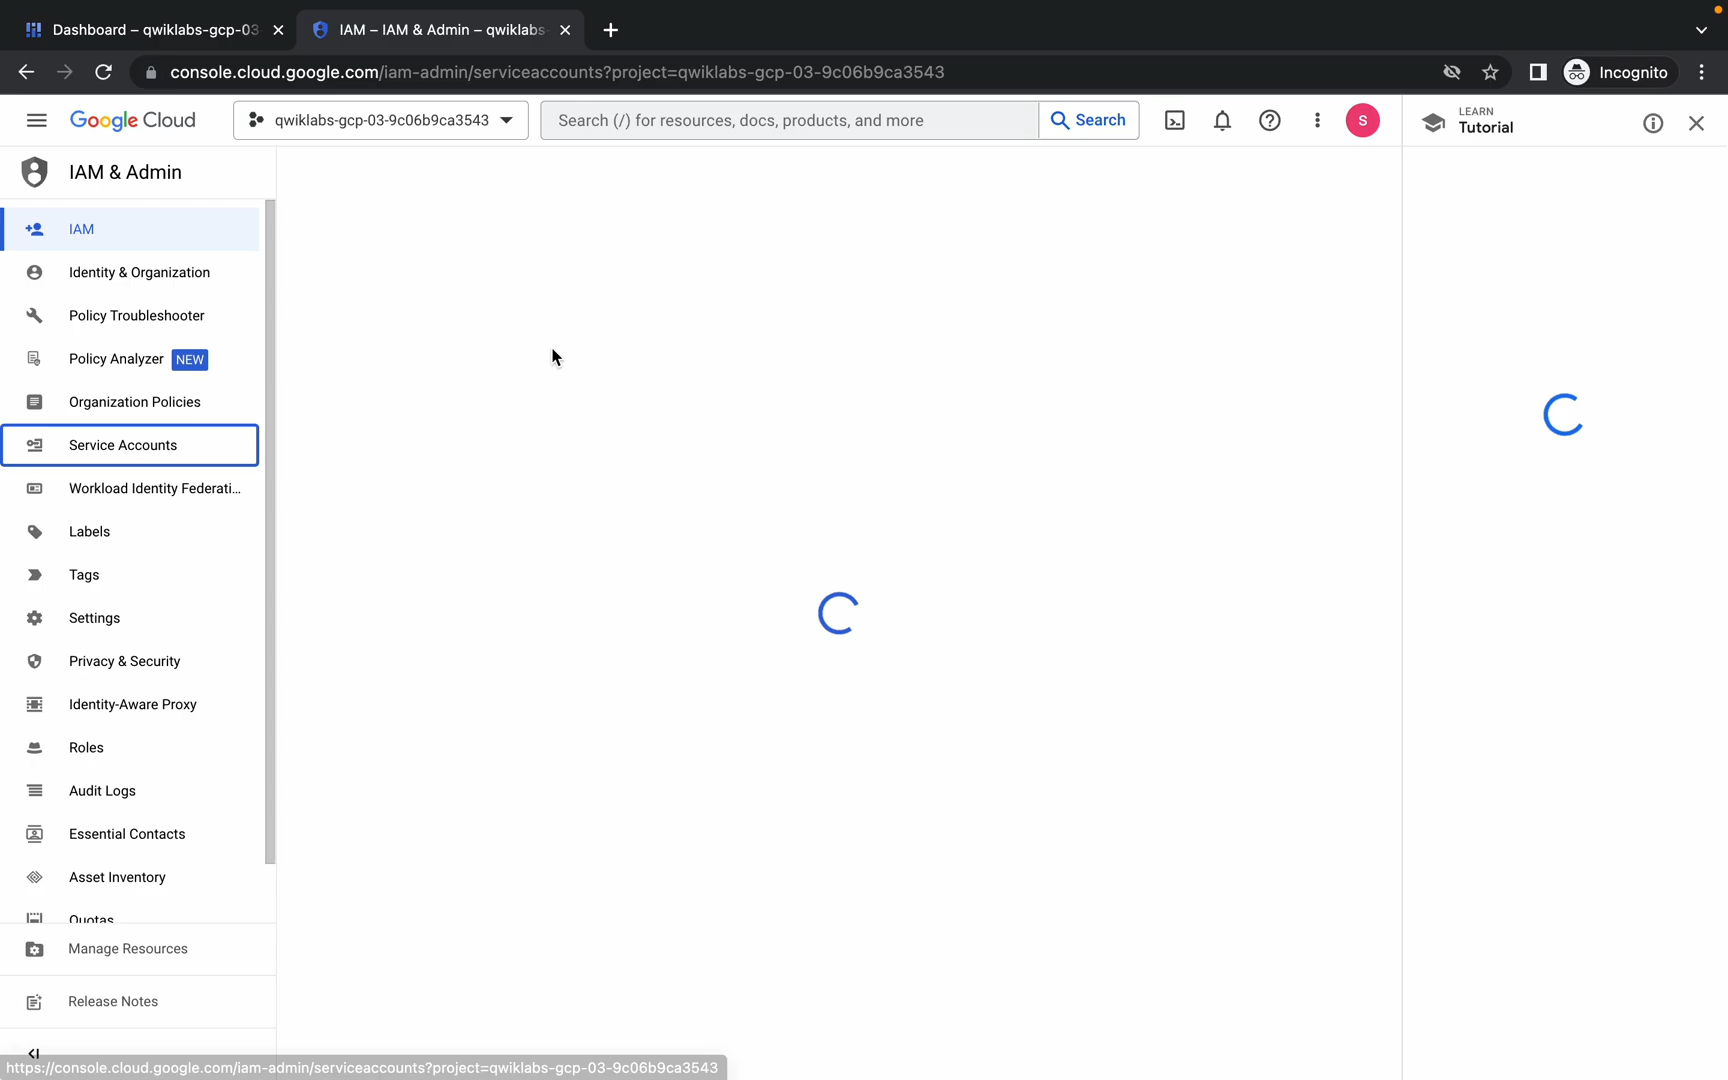 Dashboard – qwiklabs-gcp-03
IAM – IAM & Admin – qwiklabs-
console.cloud.google.com/iam-admin/serviceaccounts?project=qwiklabs-gcp-03-9c06b9ca3543
Incognito
Google Cloud
qwiklabs-gcp-03-9c06b9ca3543
Search (/) for resources, docs, products, and more
Search
S
LEARN
Tutorial
IAM & Admin
IAM
Identity & Organization
Policy Troubleshooter
Policy Analyzer NEW
Organization Policies
Service Accounts
Workload Identity Federati…
Labels
Tags
Settings
Privacy & Security
Identity-Aware Proxy
Roles
Audit Logs
Essential Contacts
Asset Inventory
Quotas
Manage Resources
Release Notes
https://console.cloud.google.com/iam-admin/serviceaccounts?project=qwiklabs-gcp-03-9c06b9ca3543